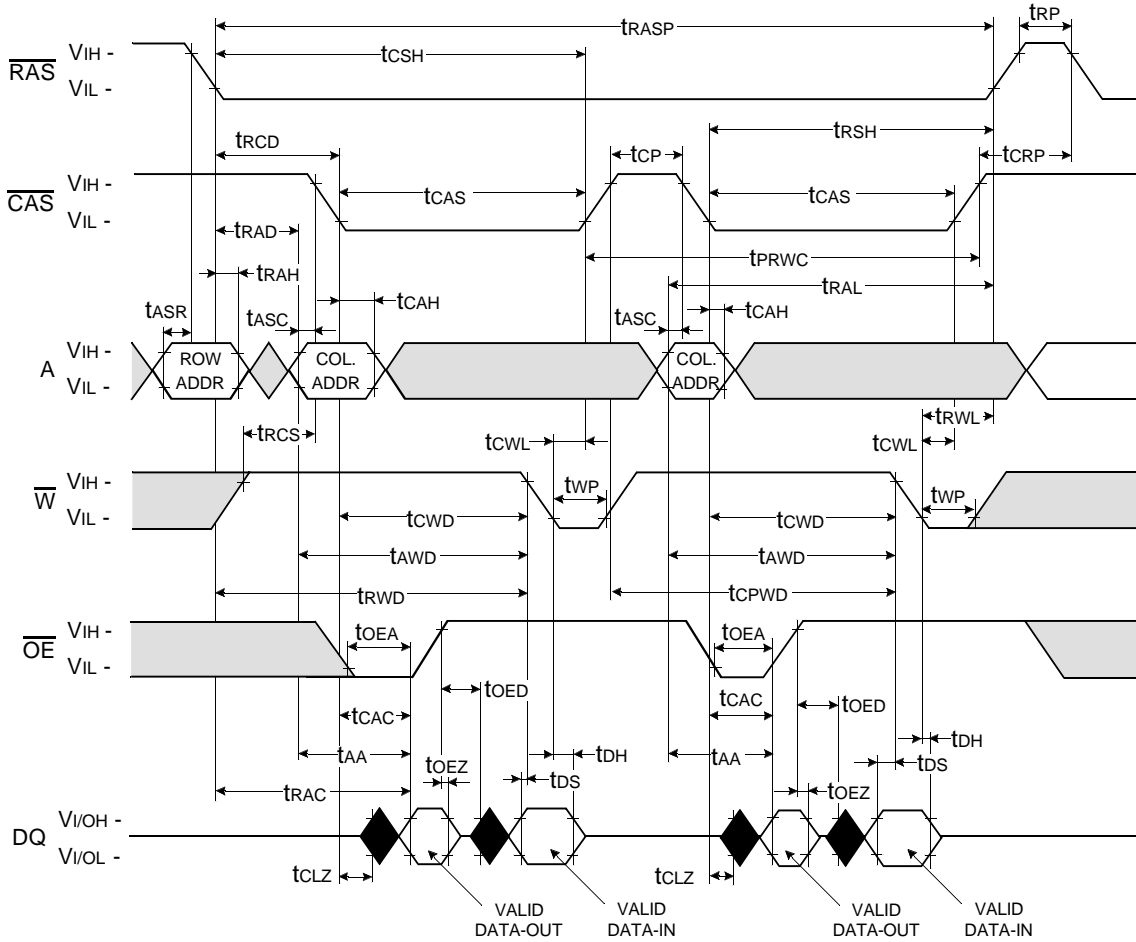 tRASP
tRP
tCSH
RAS
VIH -
VIL -
tRCD
tRSH
tCP
tCRP
CAS
VIH -
VIL -
tCAS
tCAS
tRAD
tPRWC
tRAH
tRAL
tASR
tASC
tCAH
tASC
tCAH
A
VIH -
VIL -
ROW
ADDR
COL.
ADDR
COL.
ADDR
tRCS
tCWL
tRWL
tCWL
W
VIH -
VIL -
tWP
tWP
tCWD
tCWD
tAWD
tAWD
tRWD
tCPWD
OE
VIH -
VIL -
tOEA
tOEA
tCAC
tOED
tCAC
tOED
tAA
tOEZ
tDH
tAA
tDH
tRAC
tDS
tOEZ
tDS
DQ
VI/OH -
VI/OL -
tCLZ
tCLZ
VALID
DATA-OUT
VALID
DATA-IN
VALID
DATA-OUT
VALID
DATA-IN